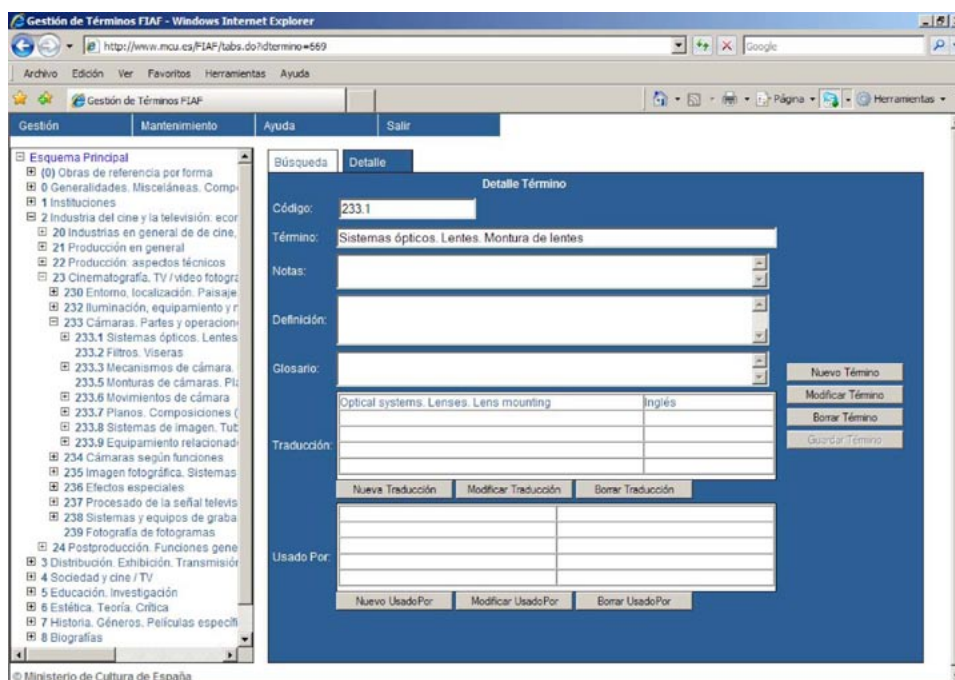 Gestión de Términos FIAF - Windows Internet Explorer
http://www.mcu.es/FIAF/tabs.do?idtermino=669
Google
Archivo Edición Ver Favoritos Herramientas Ayuda
Gestión de Términos FIAF
Página
Herramientas
Gestión Mantenimiento Ayuda Salir
Esquema Principal
(0) Obras de referencia por forma
0 Generalidades. Misceláneas. Comp
1 Instituciones
2 Industria del cine y la televisión: ecor
20 Industrias en general de de cine,
21 Producción en general
22 Producción: aspectos técnicos
23 Cinematografía. TV / video fotogra
230 Entorno, localización. Paisaje
232 Iluminación, equipamiento y r
233 Cámaras. Partes y operacion
233.1 Sistemas ópticos. Lentes
233.2 Filtros. Viseras
233.3 Mecanismos de cámara.
233.5 Monturas de cámaras. Pla
233.6 Movimientos de cámara
233.7 Planos. Composiciones (
233.8 Sistemas de imagen. Tut
233.9 Equipamiento relacionad
234 Cámaras según funciones
235 Imagen fotográfica. Sistemas
236 Efectos especiales
237 Procesado de la señal televis
238 Sistemas y equipos de graba
239 Fotografía de fotogramas
24 Postproducción. Funciones gene
3 Distribución. Exhibición. Transmisión
4 Sociedad y cine / TV
5 Educación. Investigación
6 Estética. Teoría. Crítica
7 Historia. Géneros. Películas específi
8 Biografías
Búsqueda Detalle
Detalle Término
Código: 233.1
Término: Sistemas ópticos. Lentes. Montura de lentes
Notas:
Definición:
Glosario:
Nuevo Término
Modificar Término
Borrar Término
Guardar Término
Traducción:
Optical systems. Lenses. Lens mounting Inglés
Nueva Traducción Modificar Traducción Borrar Traducción
Usado Por:
Nuevo UsadoPor Modificar UsadoPor Borrar UsadoPor
© Ministerio de Cultura de España